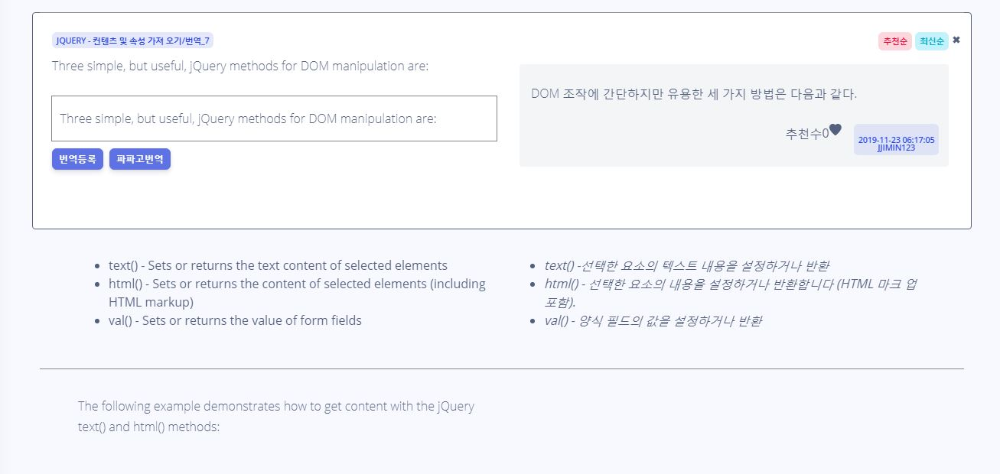 JQUERY - 컨텐츠 및 속성 가져 오기/번역_7
추천순 최신순 ✖
Three simple, but useful, jQuery methods for DOM manipulation are:
Three simple, but useful, jQuery methods for DOM manipulation are:
번역등록 파파고번역
DOM 조작에 간단하지만 유용한 세 가지 방법은 다음과 같다.
추천수0♥
2019-11-23 06:17:05
JJIMIN123
• text() - Sets or returns the text content of selected elements
• html() - Sets or returns the content of selected elements (including
HTML markup)
• val() - Sets or returns the value of form fields
• text() -선택한 요소의 텍스트 내용을 설정하거나 반환
• html() - 선택한 요소의 내용을 설정하거나 반환합니다 (HTML 마크 업
포함).
• val() - 양식 필드의 값을 설정하거나 반환
The following example demonstrates how to get content with the jQuery
text() and html() methods: